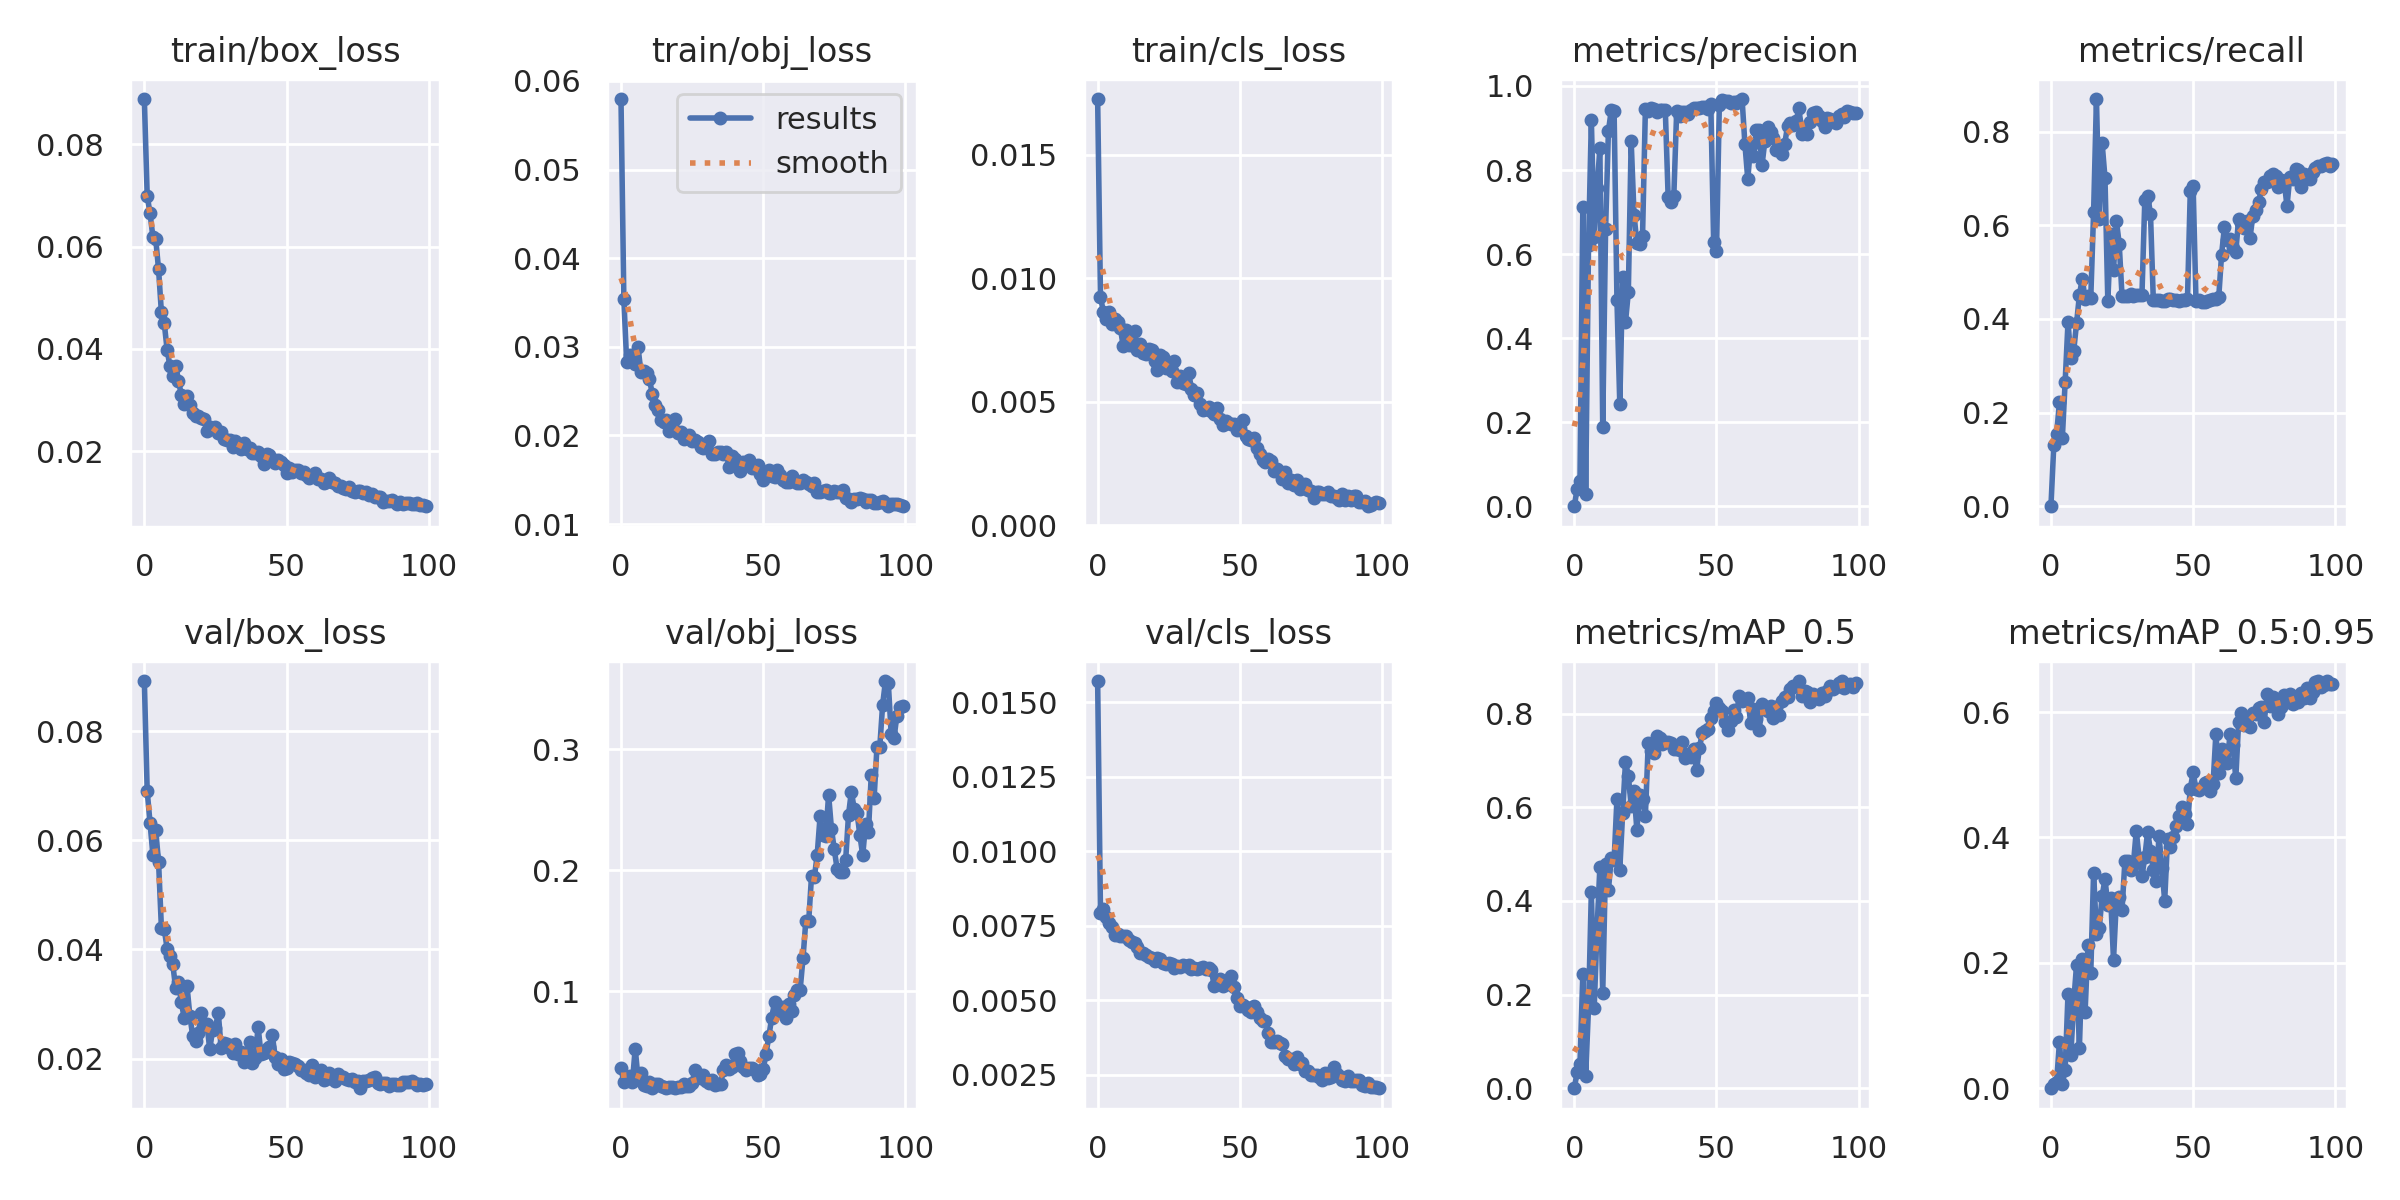 train/box_loss
0.08
0.06
0.04
0.02
0 50 100
train/obj_loss
0.06
0.05
0.04
0.03
0.02
0.01
0 50 100
results
smooth
train/cls_loss
0.015
0.010
0.005
0.000
0 50 100
metrics/precision
1.0
0.8
0.6
0.4
0.2
0.0
0 50 100
metrics/recall
0.8
0.6
0.4
0.2
0.0
0 50 100
val/box_loss
0.08
0.06
0.04
0.02
0 50 100
val/obj_loss
0.3
0.2
0.1
0 50 100
val/cls_loss
0.0150
0.0125
0.0100
0.0075
0.0050
0.0025
0 50 100
metrics/mAP_0.5
0.8
0.6
0.4
0.2
0.0
0 50 100
metrics/mAP_0.5:0.95
0.6
0.4
0.2
0.0
0 50 100